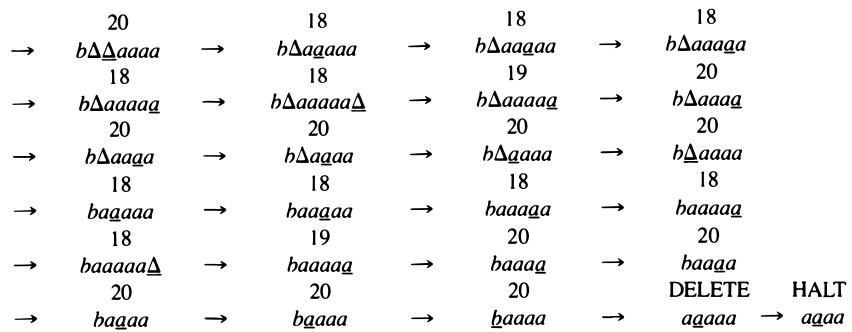 20 18 18 18
→ bΔΔaaaa → bΔaaaaa → bΔaaaaa → bΔaaaaa
18 18 19 20
→ bΔaaaaa → bΔaaaaaΔ → bΔaaaaa → bΔaaaa
20 20 20 20
→ bΔaaaa → bΔaaaa → bΔaaaa → bΔaaaa
18 18 18 18
→ baaaaa → baaaaa → baaaaa → baaaaa
18 19 20 20
→ baaaaaΔ → baaaaa → baaaa → baaaa
20 20 20 DELETE HALT
→ baaaa → baaaa → baaaa → aaaaa → aaaa